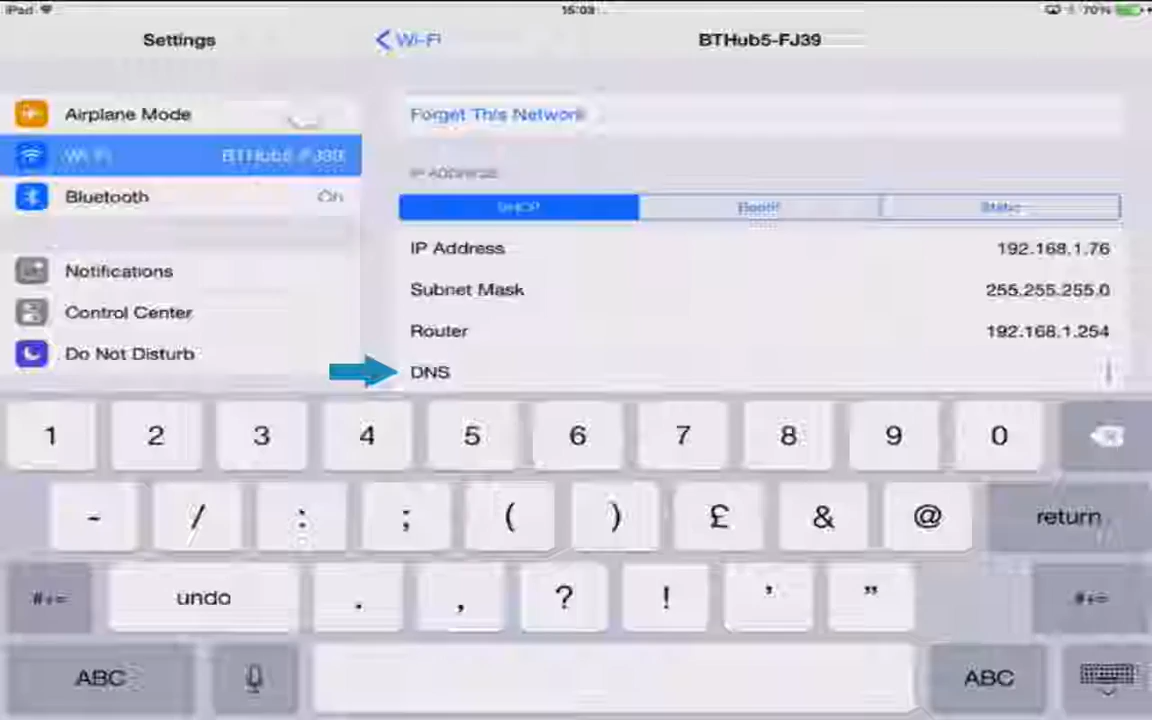 iPad
15:03
70%
Settings
Wi-Fi
BTHub5-FJ39
Airplane Mode
Forget This Network
Wi-Fi
BTHub5-FJ39
IP Address
Bluetooth
On
DHCP
BootP
Static
IP Address
192.168.1.76
Notifications
Subnet Mask
255.255.255.0
Control Center
Router
192.168.1.254
Do Not Disturb
DNS
1 2 3 4 5 6 7 8 9 0
- / : ; ( ) £ & @ return
#+= undo . , ? ! ' " #+=
ABC ABC